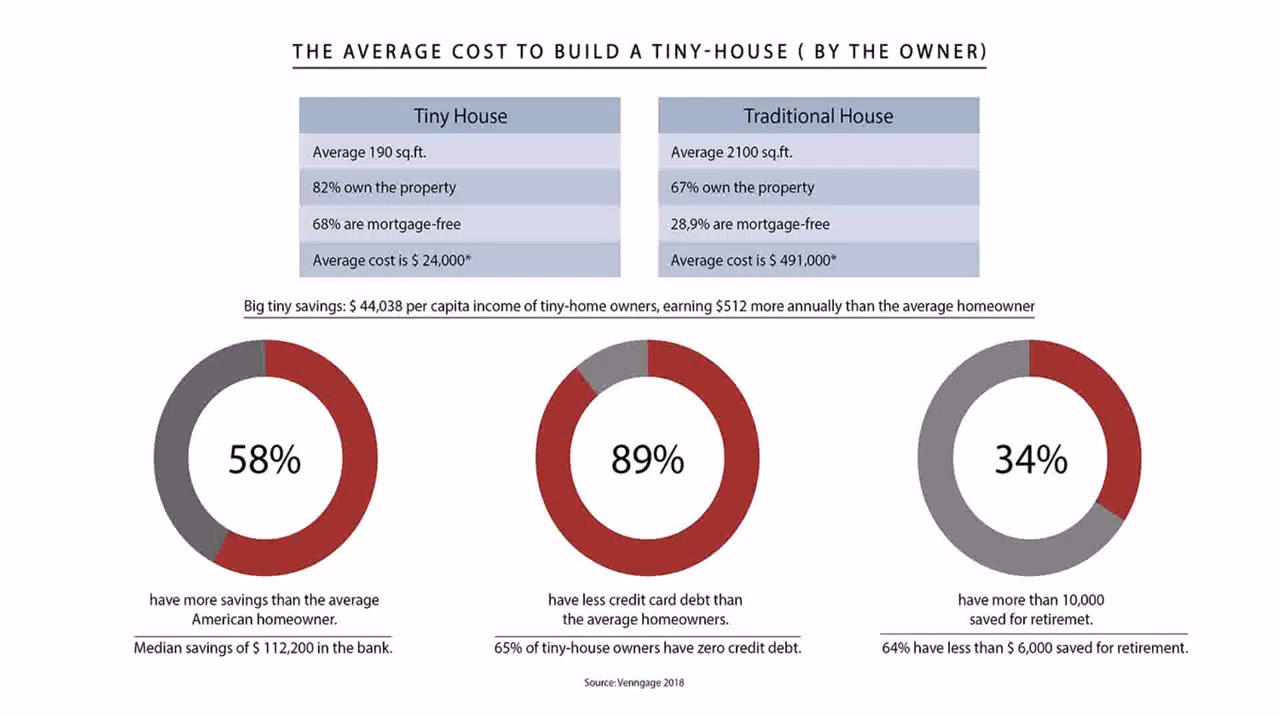 THE AVERAGE COST TO BUILD A TINY-HOUSE ( BY THE OWNER)
Tiny House
Average 190 sq.ft.
82% own the property
68% are mortgage-free
Average cost is $ 24,000*
Traditional House
Average 2100 sq.ft.
67% own the property
28,9% are mortgage-free
Average cost is $ 491,000*
Big tiny savings: $ 44,038 per capita income of tiny-home owners, earning $512 more annually than the average homeowner
58%
have more savings than the average
American homeowner.
Median savings of $ 112,200 in the bank.
89%
have less credit card debt than
the average homeowners.
65% of tiny-house owners have zero credit debt.
34%
have more than 10,000
saved for retiremet.
64% have less than $ 6,000 saved for retirement.
Source: Venngage 2018